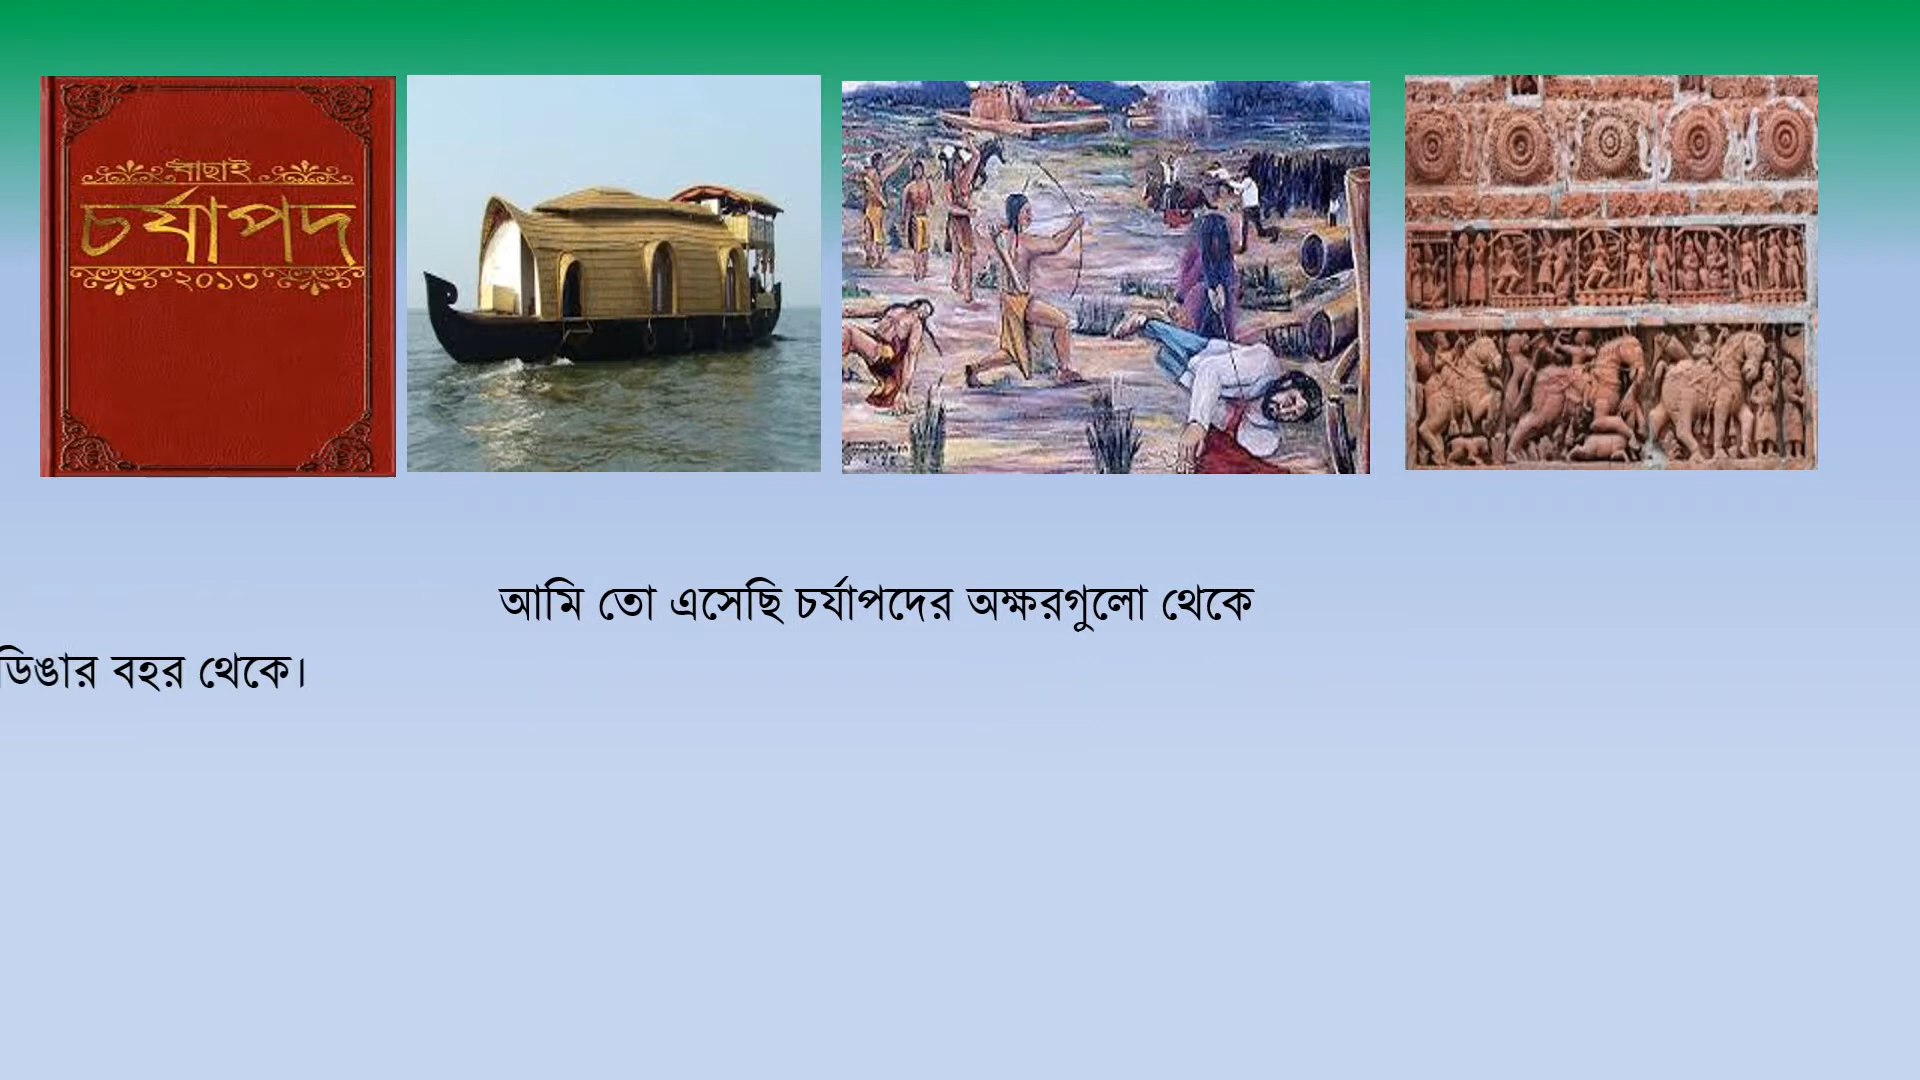 বাছাই
চর্যাপদ
২০১৩
আমি তো এসেছি চর্যাপদের অক্ষরগুলো থেকে
ডিঙার বহর থেকে।